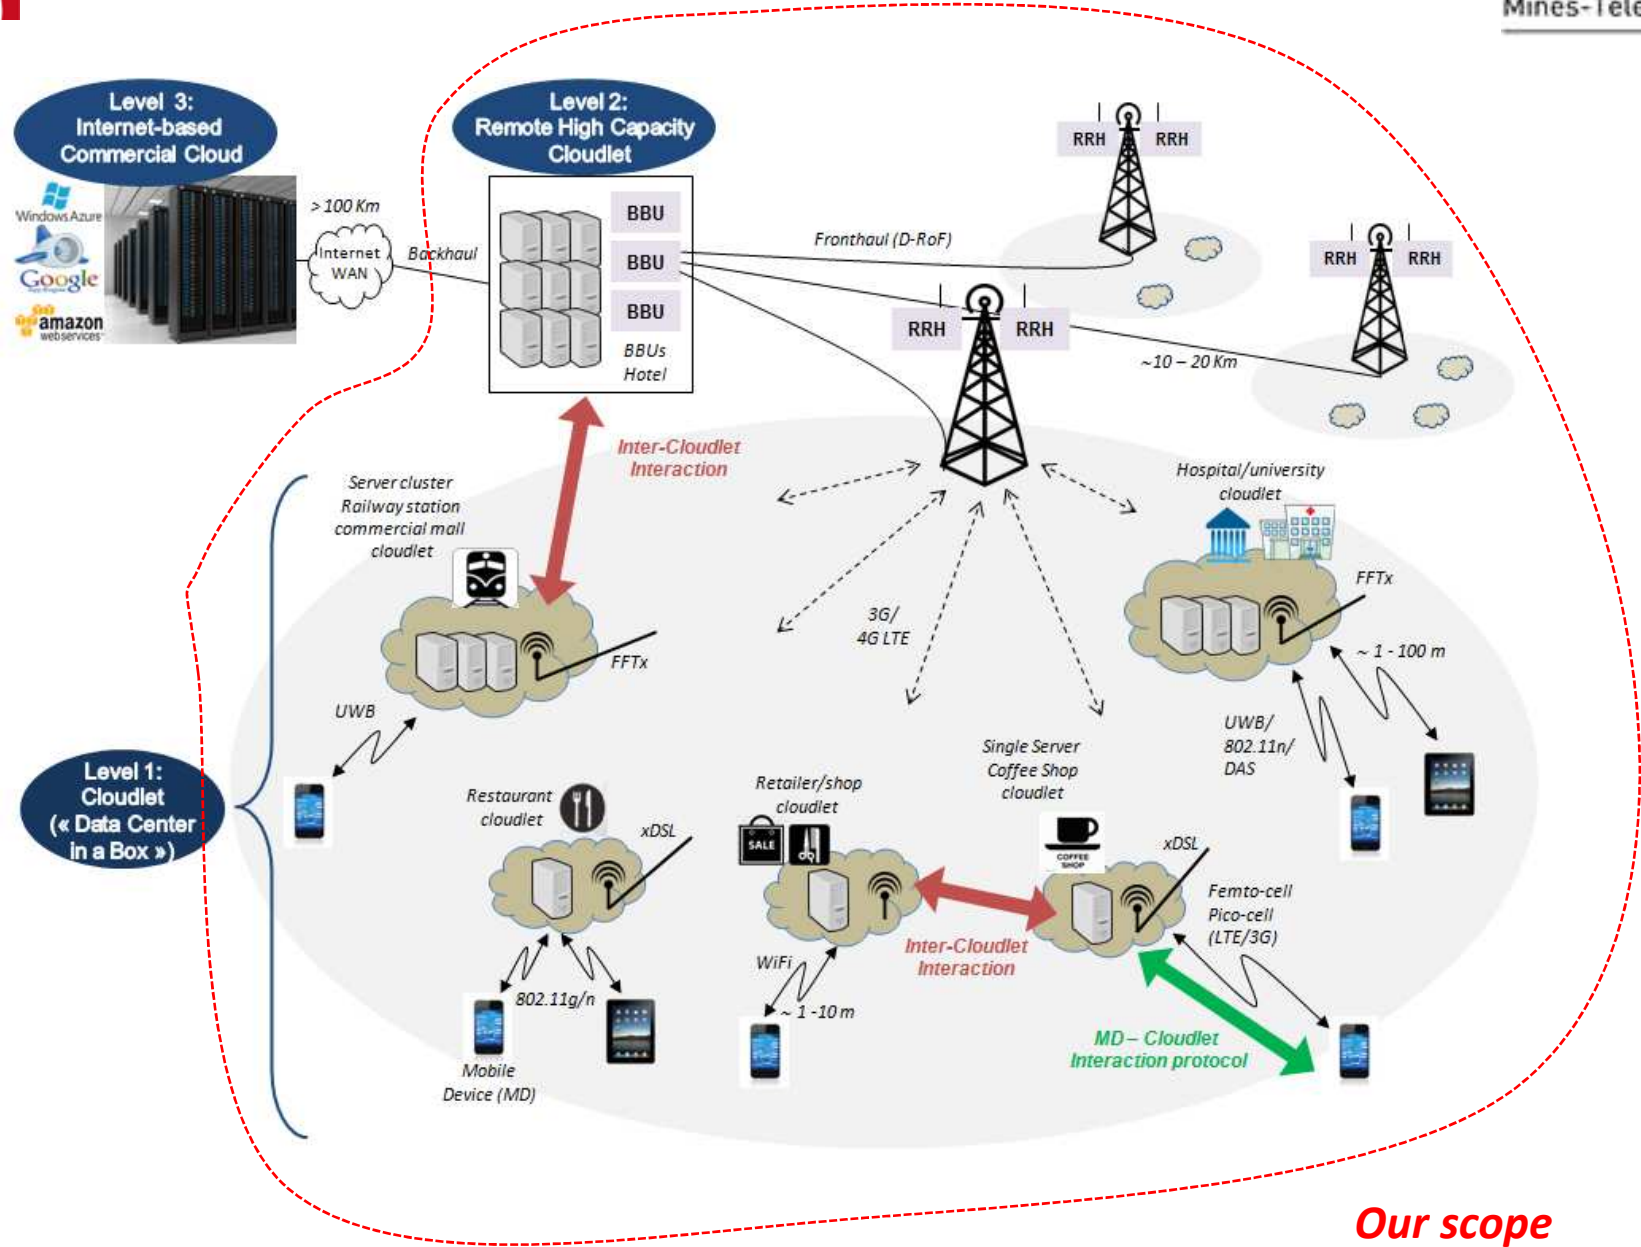 Mines-Tele
Level 3:
Internet-based
Commercial Cloud
Level 2:
Remote High Capacity
Cloudlet
RRH
RRH
Windows Azure
Google
amazon
webservices
> 100 Km
Internet
WAN
Backhaul
BBU
BBU
BBU
BBUs
Hotel
Fronthaul (D-RoF)
RRH
RRH
RRH
RRH
~10 – 20 Km
Inter-Cloudlet
Interaction
Server cluster
Railway station
commercial mall
cloudlet
FFTx
UWB
3G/
4G LTE
Hospital/university
cloudlet
FFTx
~ 1 - 100 m
UWB/
802.11n/
DAS
Level 1:
Cloudlet
(« Data Center
in a Box »)
Restaurant
cloudlet
xDSL
802.11g/n
Mobile
Device (MD)
Retailer/shop
cloudlet
SALE
WiFi
~ 1 -10 m
Inter-Cloudlet
Interaction
Single Server
Coffee Shop
cloudlet
COFFEE
SHOP
xDSL
Femto-cell
Pico-cell
(LTE/3G)
MD – Cloudlet
Interaction protocol
Our scope